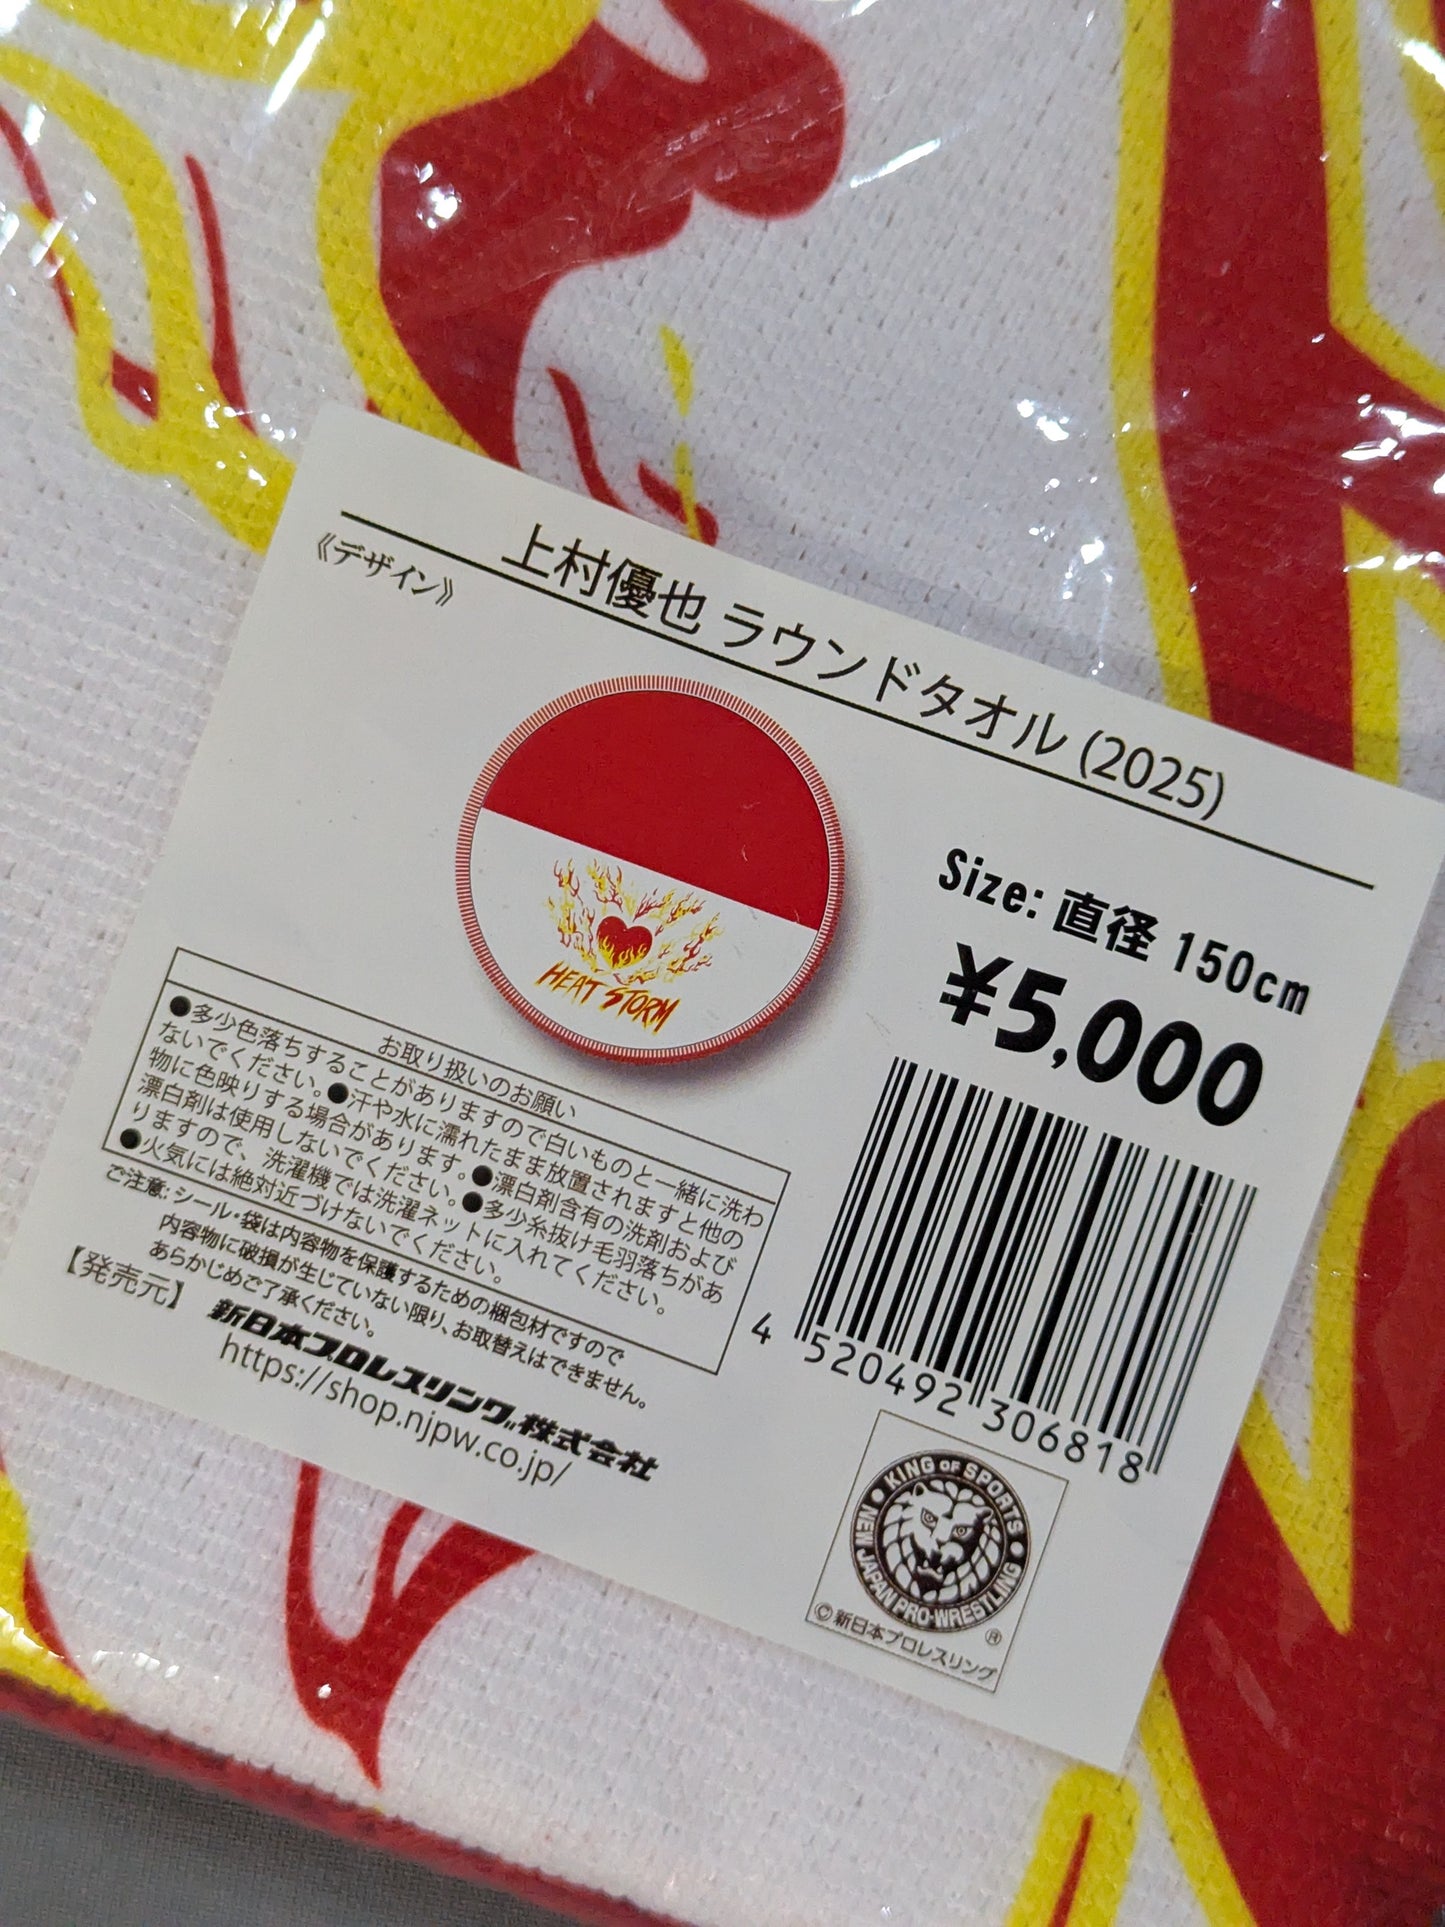 上村優也 ラウンドタオル (2025)
《デザイン》
HEAT STORM
Size: 直径 150cm
¥5,000
お取り扱いのお願い
●多少色落ちすることがありますので白いものと一緒に洗わ
ないでください。●汗や水に濡れたまま放置されますと他の
物に色映りする場合があります。●漂白剤含有の洗剤および
漂白剤は使用しないでください。●多少糸抜け毛羽落ちがあ
りますので、洗濯機では洗濯ネットに入れてください。
●火気には絶対近づけないでください。
ご注意: シール・袋は内容物を保護するための梱包材ですので
内容物に破損が生じていない限り、お取替えはできません。
あらかじめご了承ください。
【発売元】
新日本プロレスリング株式会社
https://shop.njpw.co.jp/
4 520492 306818
KING OF SPORTS
NEW JAPAN PRO-WRESTLING
®
©新日本プロレスリング